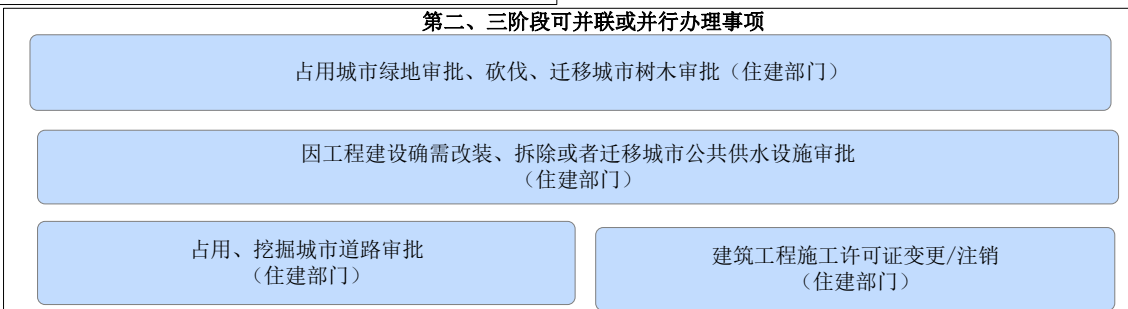 第二、三阶段可并联或并行办理事项
占用城市绿地审批、砍伐、迁移城市树木审批（住建部门）
因工程建设确需改装、拆除或者迁移城市公共供水设施审批
（住建部门）
占用、挖掘城市道路审批
（住建部门）
建筑工程施工许可证变更/注销
（住建部门）